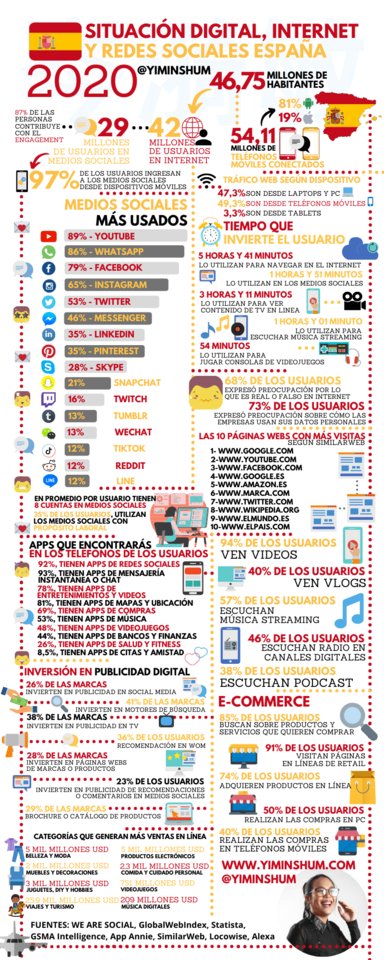 SITUACIÓN DIGITAL, INTERNET
Y REDES SOCIALES ESPAÑA
2020
@YIMINSHUM
46,75 MILLONES DE
HABITANTES
87% DE LAS
PERSONAS
CONTRIBUYE
CON EL
ENGAGEMENT
29
MILLONES
DE USUARIOS EN
MEDIOS SOCIALES
42
MILLONES
DE USUARIOS
EN INTERNET
81%
19%
54,11
MILLONES DE
TELÉFONOS
MÓVILES CONECTADOS
97% DE LOS USUARIOS INGRESAN
A LOS MEDIOS SOCIALES
DESDE DISPOSITIVOS MÓVILES
TRÁFICO WEB SEGÚN DISPOSITIVO
47,3% SON DESDE LAPTOPS Y PC
49,3% SON DESDE TELÉFONOS MÓVILES
3,3% SON DESDE TABLETS
MEDIOS SOCIALES
MÁS USADOS
89% - YOUTUBE
86% - WHATSAPP
79% - FACEBOOK
65% - INSTAGRAM
53% - TWITTER
46% - MESSENGER
35% - LINKEDIN
35% - PINTEREST
28% - SKYPE
21% SNAPCHAT
16% TWITCH
13% TUMBLR
13% WECHAT
12% TIKTOK
12% REDDIT
12% LINE
TIEMPO QUE
INVIERTE EL USUARIO
5 HORAS Y 41 MINUTOS
LO UTILIZAN PARA NAVEGAR EN EL INTERNET
1 HORAS Y 51 MINUTOS
LO UTILIZAN EN LOS MEDIOS SOCIALES
3 HORAS Y 11 MINUTOS
LO UTILIZAN PARA VER
CONTENIDO DE TV EN LINEA
1 HORAS Y 01 MINUTO
LO UTILIZAN PARA
ESCUCHAR MÚSICA STREAMING
54 MINUTOS
LO UTILIZAN PARA
JUGAR CONSOLAS DE VIDEOJUEGOS
68% DE LOS USUARIOS
EXPRESÓ PREOCUPACIÓN POR LO
QUE ES REAL O FALSO EN INTERNET
73% DE LOS USUARIOS
EXPRESÓ PREOCUPACIÓN SOBRE CÓMO LAS
EMPRESAS USAN SUS DATOS PERSONALES
LAS 10 PÁGINAS WEBS CON MÁS VISITAS
SEGÚN SIMILARWEB
1- WWW.GOOGLE.COM
2- WWW.YOUTUBE.COM
3- WWW.FACEBOOK.COM
4- WWW.GOOGLE.ES
5- WWW.AMAZON.ES
6- WWW.MARCA.COM
7- WWW.TWITTER.COM
8- WWW.WIKIPEDIA.ORG
9- WWW.ELMUNDO.ES
10- WWW.ELPAIS.COM
EN PROMEDIO POR USUARIO TIENEN
8 CUENTAS EN MEDIOS SOCIALES
35% DE LOS USUARIOS, UTILIZAN
LOS MEDIOS SOCIALES CON
PROPÓSITO LABORAL
APPS QUE ENCONTRARÁS
EN LOS TELÉFONOS DE LOS USUARIOS
92%, TIENEN APPS DE REDES SOCIALES
93%, TIENEN APPS DE MENSAJERÍA
INSTANTÁNEA O CHAT
78%, TIENEN APPS DE
ENTRETENIMIENTOS Y VIDEOS
81%, TIENEN APPS DE MAPAS Y UBICACIÓN
69%, TIENEN APPS DE COMPRAS
53%, TIENEN APPS DE MÚSICA
48%, TIENEN APPS DE VIDEOJUEGOS
44%, TIENEN APPS DE BANCOS Y FINANZAS
26%, TIENEN APPS DE SALUD Y FITNESS
8,5%, TIENEN APPS DE CITAS Y AMISTAD
94% DE LOS USUARIOS
VEN VIDEOS
40% DE LOS USUARIOS
VEN VLOGS
57% DE LOS USUARIOS
ESCUCHAN
MÚSICA STREAMING
46% DE LOS USUARIOS
ESCUCHAN RADIO EN
CANALES DIGITALES
38% DE LOS USUARIOS
ESCUCHAN PODCAST
INVERSIÓN EN PUBLICIDAD DIGITAL
26% DE LAS MARCAS
INVIERTEN EN PUBLICIDAD EN SOCIAL MEDIA
41% DE LAS MARCAS
INVIERTEN EN MOTORES DE BÚSQUEDA
38% DE LAS MARCAS
INVIERTEN EN PUBLICIDAD EN TV
36% DE LOS USUARIOS
RECOMENDACIÓN EN WOM
28% DE LAS MARCAS
INVIERTEN EN PÁGINAS WEBS
DE MARCAS O PRODUCTOS
23% DE LOS USUARIOS
INVIERTEN EN PUBLICIDAD DE RECOMENDACIONES
O COMENTARIOS EN MEDIOS SOCIALES
29% DE LAS MARCAS
BROCHURE O CATÁLOGO DE PRODUCTOS
E-COMMERCE
85% DE LOS USUARIOS
BUSCAN SOBRE PRODUCTOS Y
SERVICIOS QUE QUIEREN COMPRAR
91% DE LOS USUARIOS
VISITAN PÁGINAS
EN LÍNEAS DE RETAIL
74% DE LOS USUARIOS
ADQUIEREN PRODUCTOS EN LÍNEA
50% DE LOS USUARIOS
REALIZAN LAS COMPRAS EN PC
40% DE LOS USUARIOS
REALIZAN LAS COMPRAS
EN TELÉFONOS MÓVILES
CATEGORÍAS QUE GENERAN MÁS VENTAS EN LÍNEA
5 MIL MILLONES USD
BELLEZA Y MODA
5 MIL MILLONES USD
PRODUCTOS ELECTRÓNICOS
2 MIL MILLONES USD
MUEBLES Y DECORACIONES
2.3 MIL MILLONES USD
COMIDA Y CUIDADO PERSONAL
3 MIL MILLONES USD
JUGUETES, DIY Y HOBBIES
751 MILLONES USD
VIDEOJUEGOS
MIL MILLONES USD
VIAJES Y TURISMO
209 MILLONES USD
MÚSICA DIGITALES
WWW.YIMINSHUM.COM
@YIMINSHUM
FUENTES: WE ARE SOCIAL, GlobalWebIndex, Statista,
GSMA Intelligence, App Annie, SimilarWeb, Locowise, Alexa